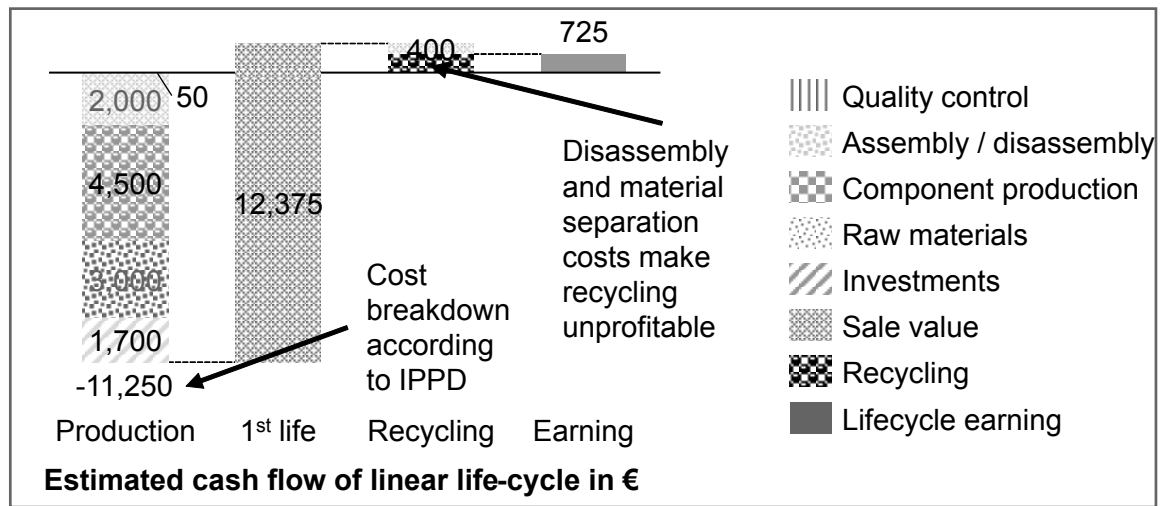 725
400
50
2,000
4,500
12,375
3,000
1,700
-11,250
Disassembly
and material
separation
costs make
recycling
unprofitable
Cost
breakdown
according
to IPPD
Production
1st life
Recycling
Earning
Quality control
Assembly / disassembly
Component production
Raw materials
Investments
Sale value
Recycling
Lifecycle earning
Estimated cash flow of linear life-cycle in €